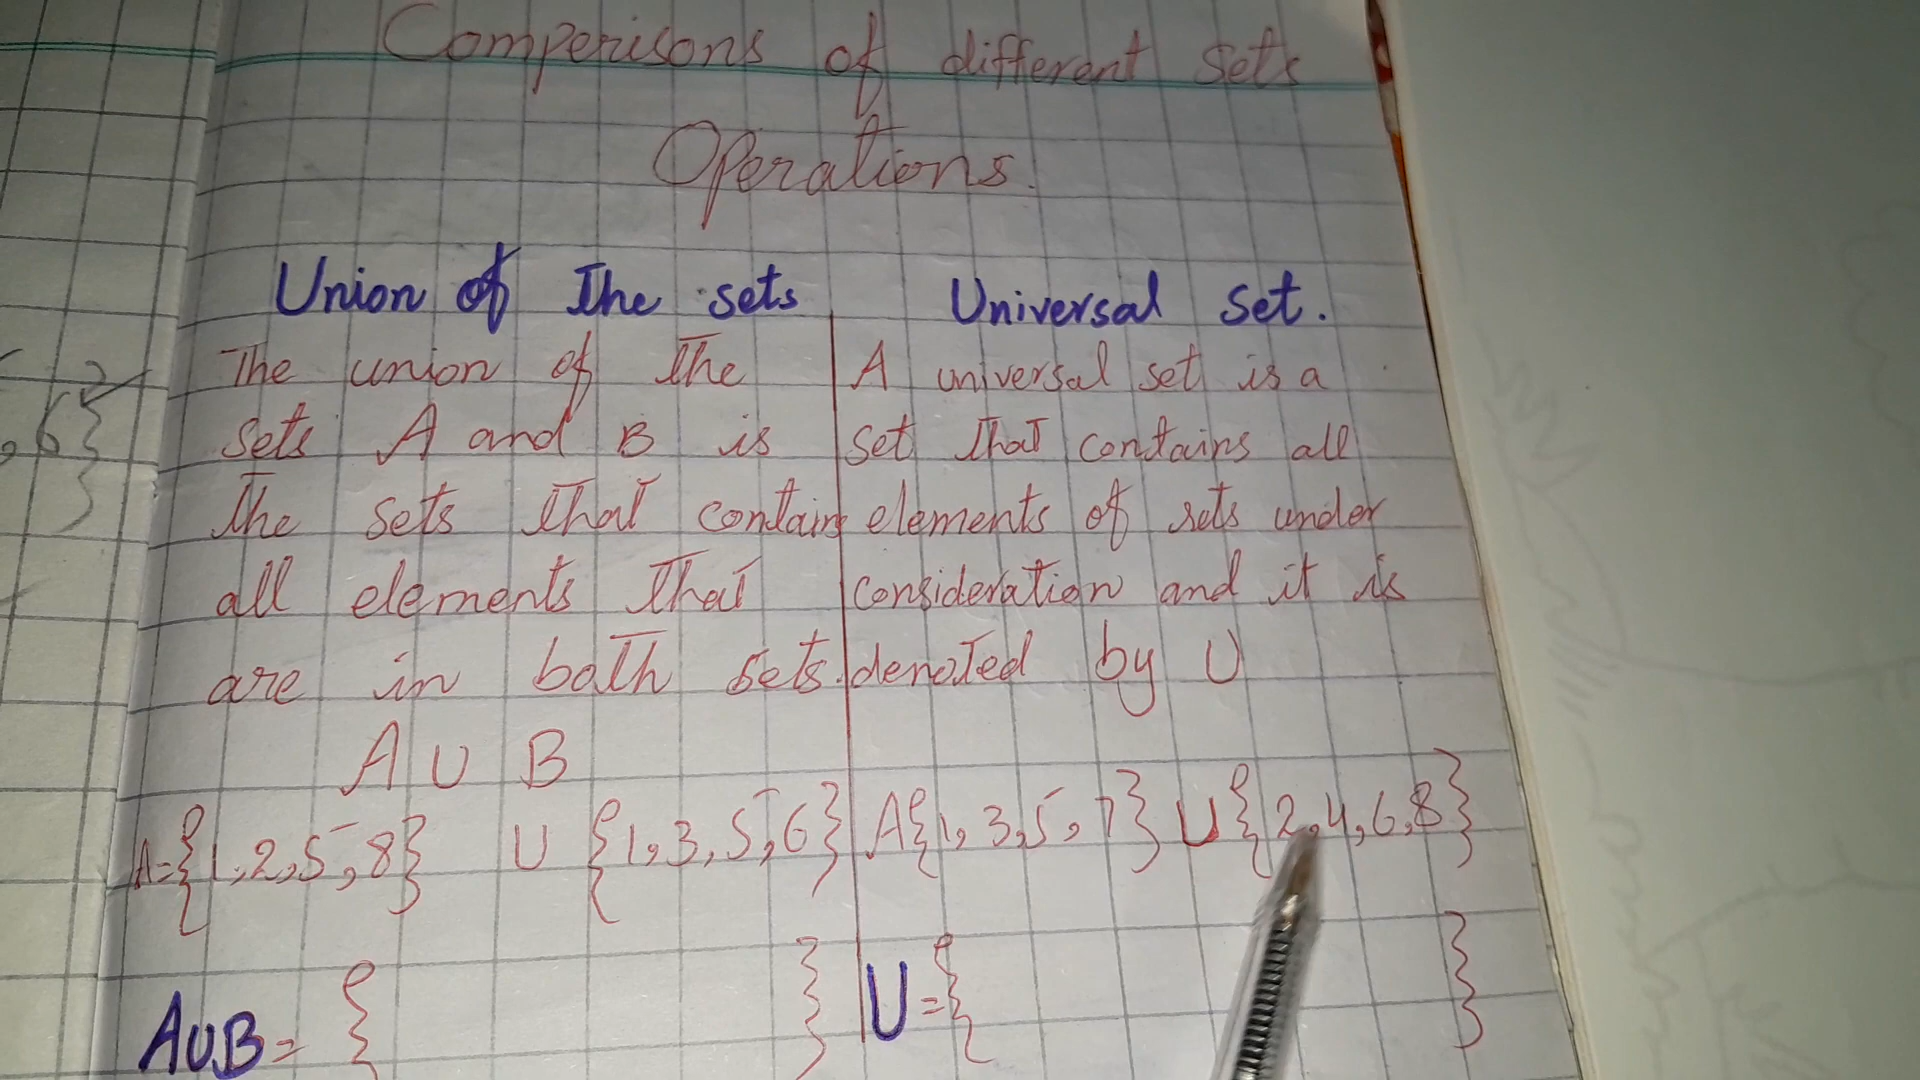 Comperisons of different sets
Operations.
Union of The sets
The union of The
sets A and B is
The sets That contains
all elements That
are in both sets.
A U B
A={1,2,5,8} U {1,3,5,6}
AUB= { }
Universal Set.
A universal set is a
set That contains all
elements of sets under
consideration and it is
denoted by U
A{1,3,5,7} U{2,4,6,8}
U={ }
,6}
}